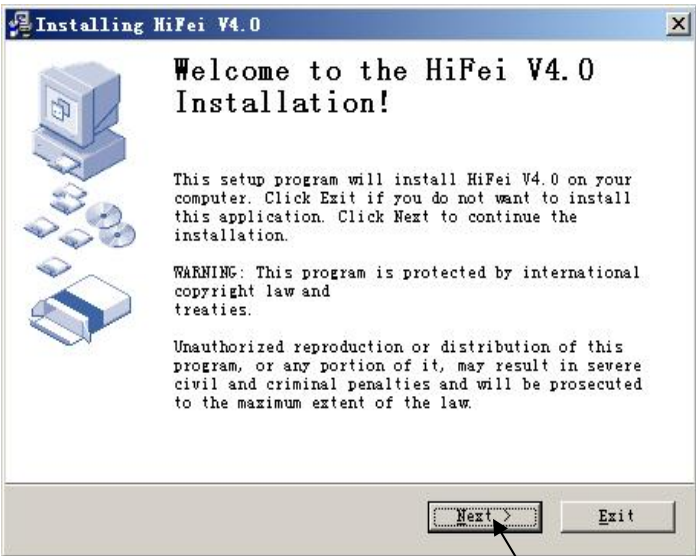 Installing HiFei V4.0
Welcome to the HiFei V4.0
Installation!
This setup program will install HiFei V4.0 on your
computer. Click Exit if you do not want to install
this application. Click Next to continue the
installation.
WARNING: This program is protected by international
copyright law and
treaties.
Unauthorized reproduction or distribution of this
program, or any portion of it, may result in severe
civil and criminal penalties and will be prosecuted
to the maximum extent of the law.
Next >
Exit